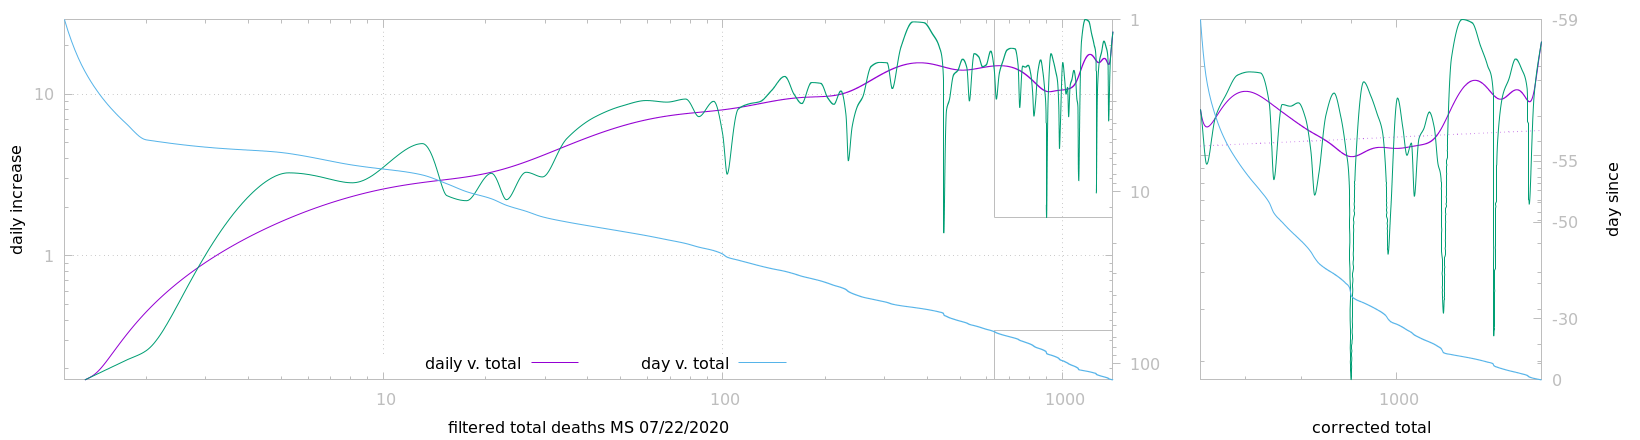 daily increase
10
1
daily v. total
day v. total
10
100
1000
filtered total deaths MS 07/22/2020
1
10
100
1000
corrected total
-59
-55
-50
-30
0
day since